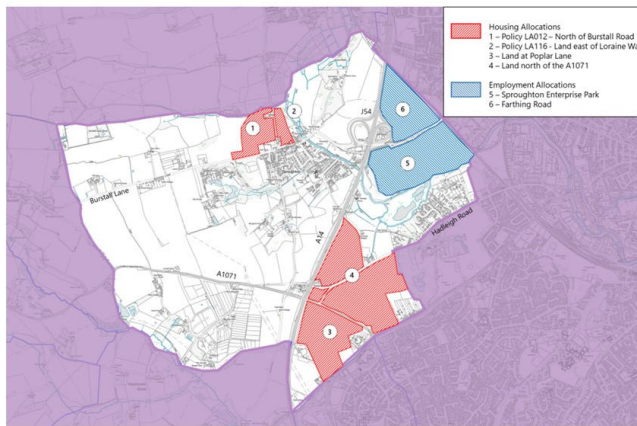 Housing Allocations
1 – Policy LA012 – North of Burstall Road
2 – Policy LA116 - Land east of Loraine Wa
3 – Land at Poplar Lane
4 – Land north of the A1071
Employment Allocations
5 – Sproughton Enterprise Park
6 – Farthing Road
J54
6
2
1
5
Burstall Lane
Hadleigh Road
A14
A1071
4
3